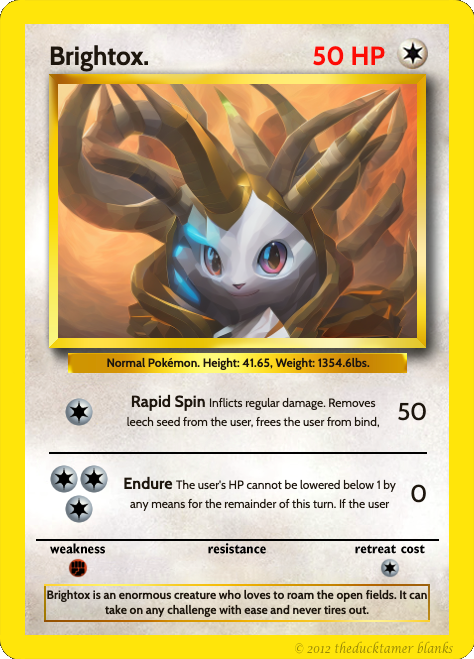 Brightox. 50 HP
Normal Pokémon. Height: 41.65, Weight: 1354.6lbs.
Rapid Spin Inflicts regular damage. Removes
leech seed from the user, frees the user from bind,
50
Endure The user's HP cannot be lowered below 1 by
any means for the remainder of this turn. If the user
0
weakness resistance retreat cost
Brightox is an enormous creature who loves to roam the open fields. It can
take on any challenge with ease and never tires out.
© 2012 theducktamer blanks